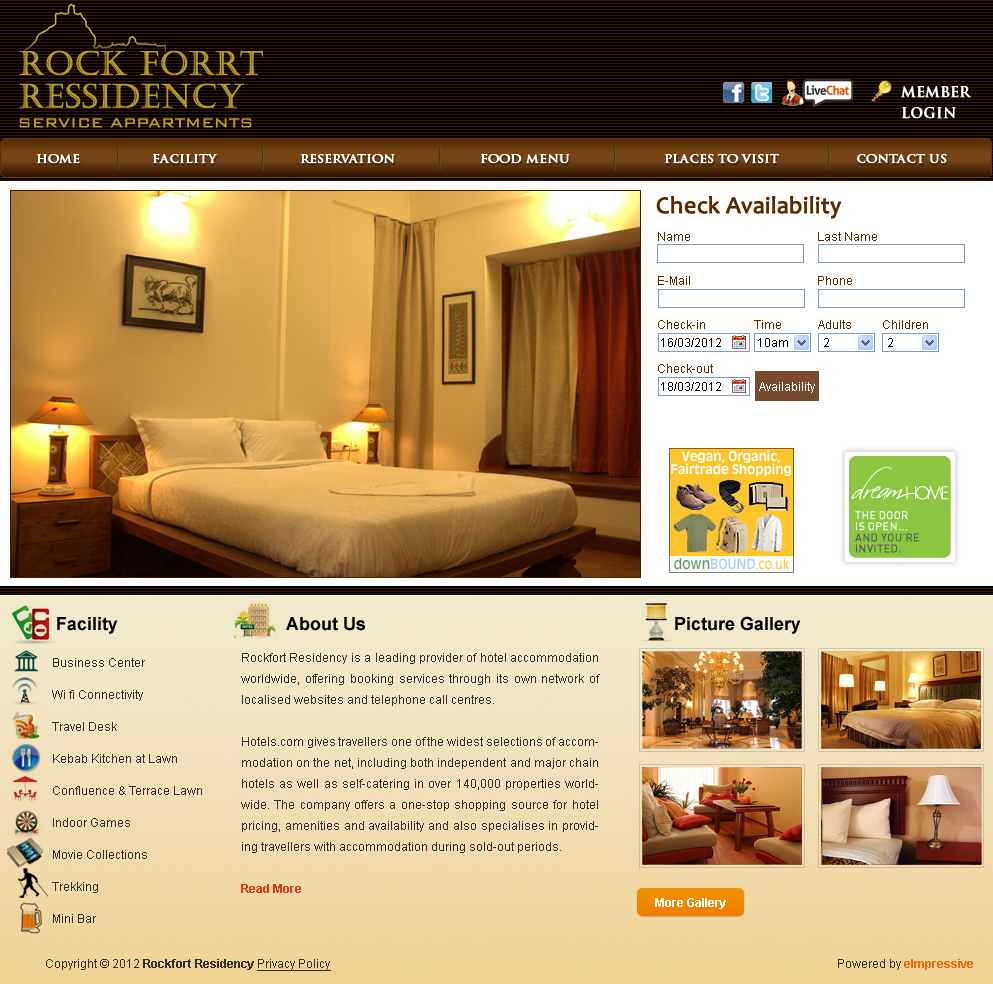 ROCK FORRT
RESSIDENCY
SERVICE APPARTMENTS
f t LiveChat MEMBER
LOGIN
HOME FACILITY RESERVATION FOOD MENU PLACES TO VISIT CONTACT US
Check Availability
Name Last Name
E-Mail Phone
Check-in Time Adults Children
16/03/2012 10am 2 2
Check-out
18/03/2012 Availability
Vegan, Organic,
Fairtrade Shopping
downBOUND.co.uk
dreamHOME
THE DOOR
IS OPEN...
AND YOU'RE
INVITED.
Facility
Business Center
Wi fi Connectivity
Travel Desk
Kebab Kitchen at Lawn
Confluence & Terrace Lawn
Indoor Games
Movie Collections
Trekking
Mini Bar
About Us
Rockfort Residency is a leading provider of hotel accommodation
worldwide, offering booking services through its own network of
localised websites and telephone call centres.
Hotels.com gives travellers one of the widest selections of accom-
modation on the net, including both independent and major chain
hotels as well as self-catering in over 140,000 properties world-
wide. The company offers a one-stop shopping source for hotel
pricing, amenities and availability and also specialises in provid-
ing travellers with accommodation during sold-out periods.
Read More
Picture Gallery
More Gallery
Copyright © 2012 Rockfort Residency Privacy Policy
Powered by eImpressive